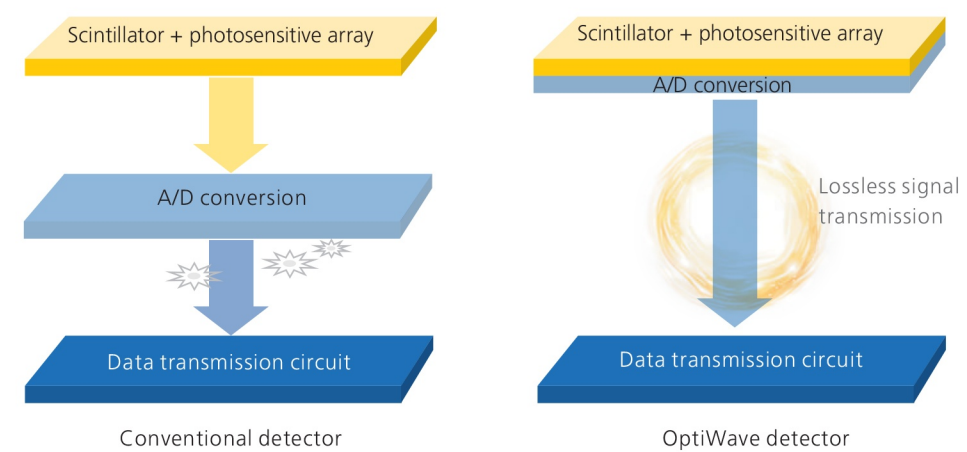 Scintillator + photosensitive array
A/D conversion
Data transmission circuit
Conventional detector
Scintillator + photosensitive array
A/D conversion
Lossless signal
transmission
Data transmission circuit
OptiWave detector